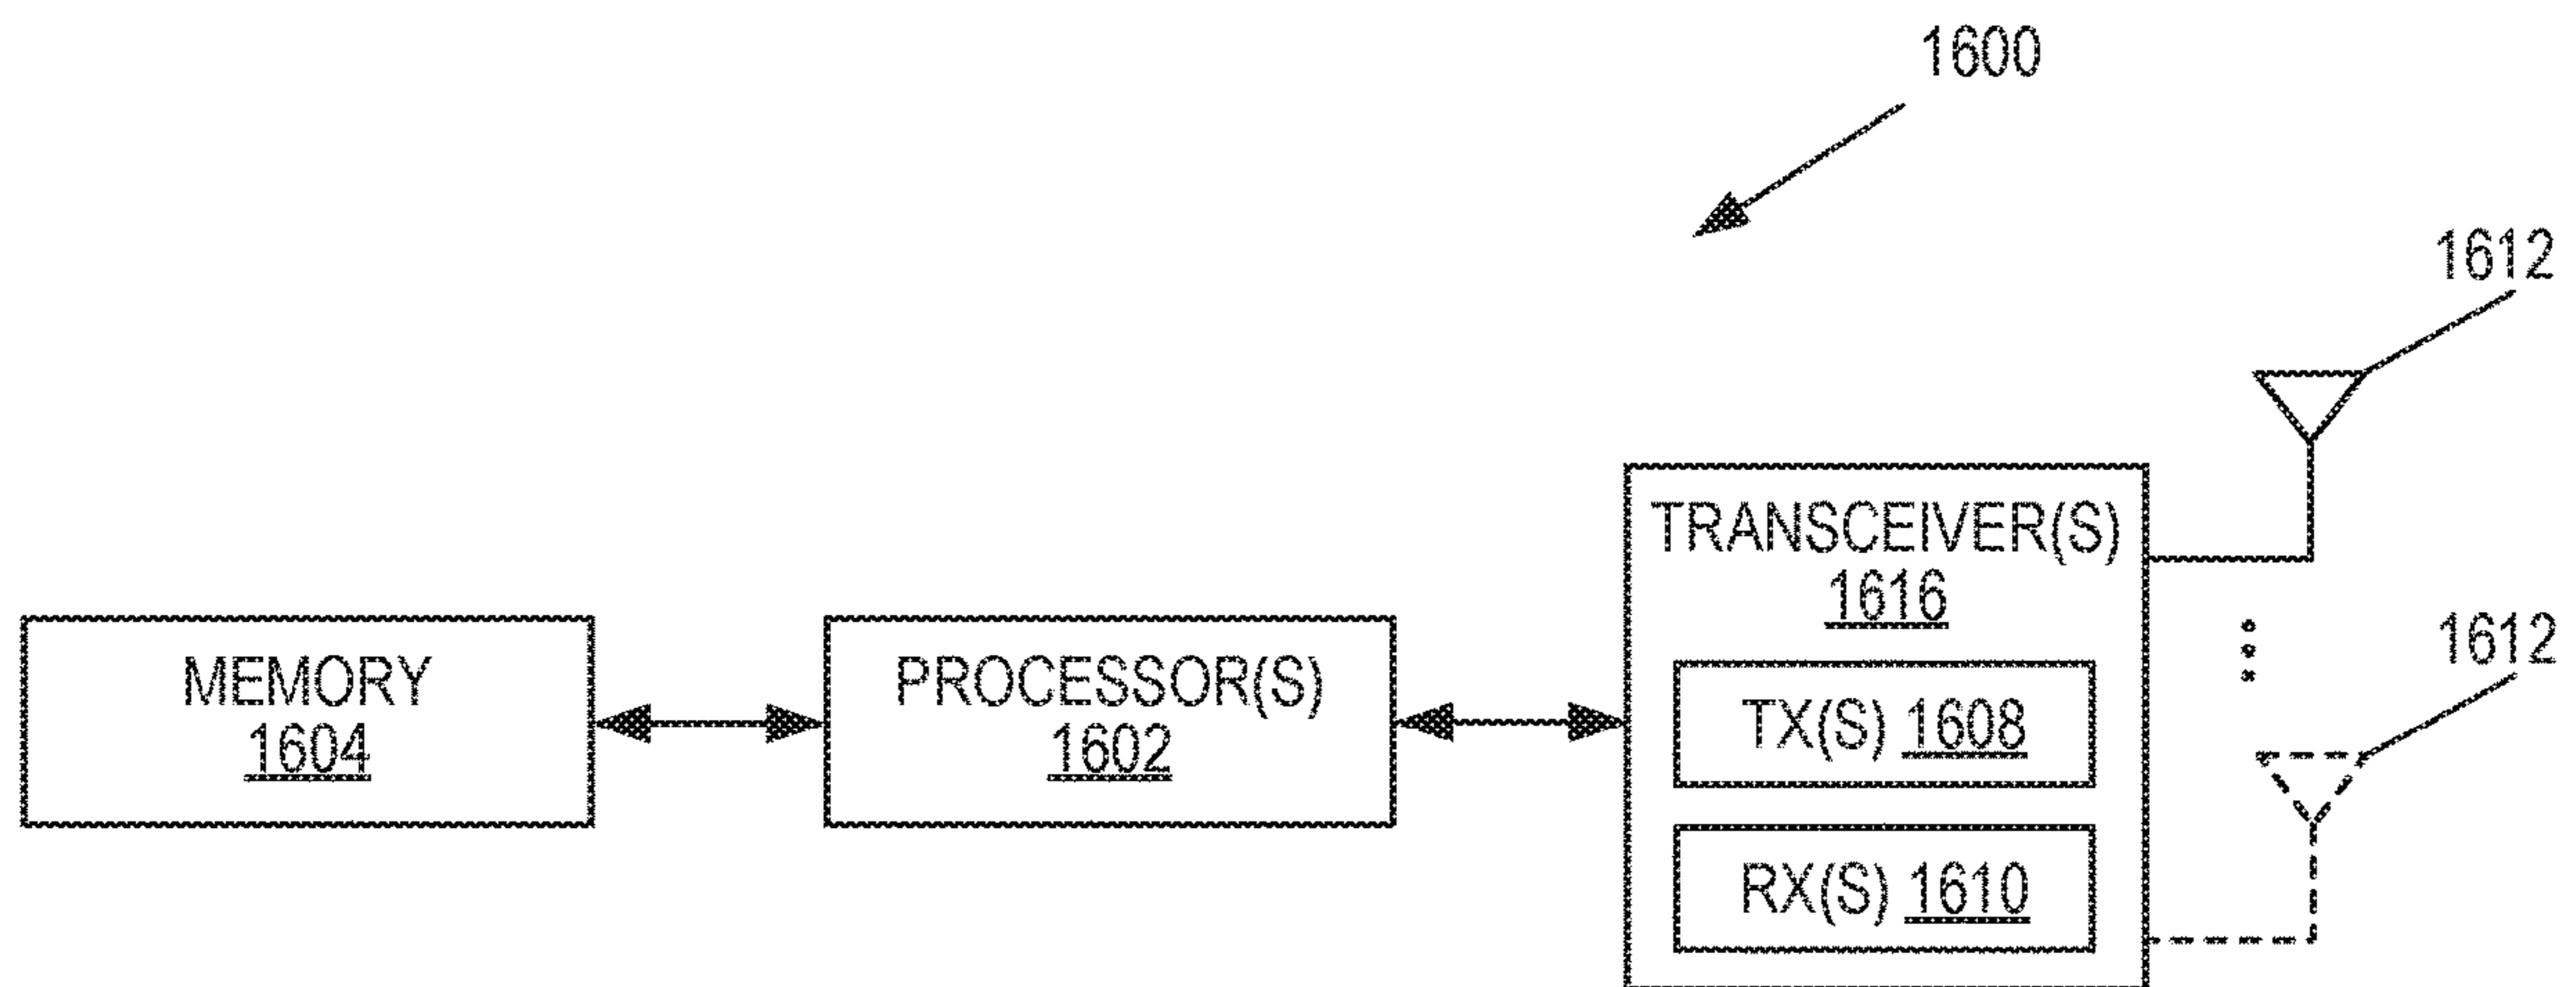 1600
1612
TRANSCEIVER(S)
1616
1612
MEMORY
1604
PROCESSOR(S)
1602
TX(S) 1608
RX(S) 1610